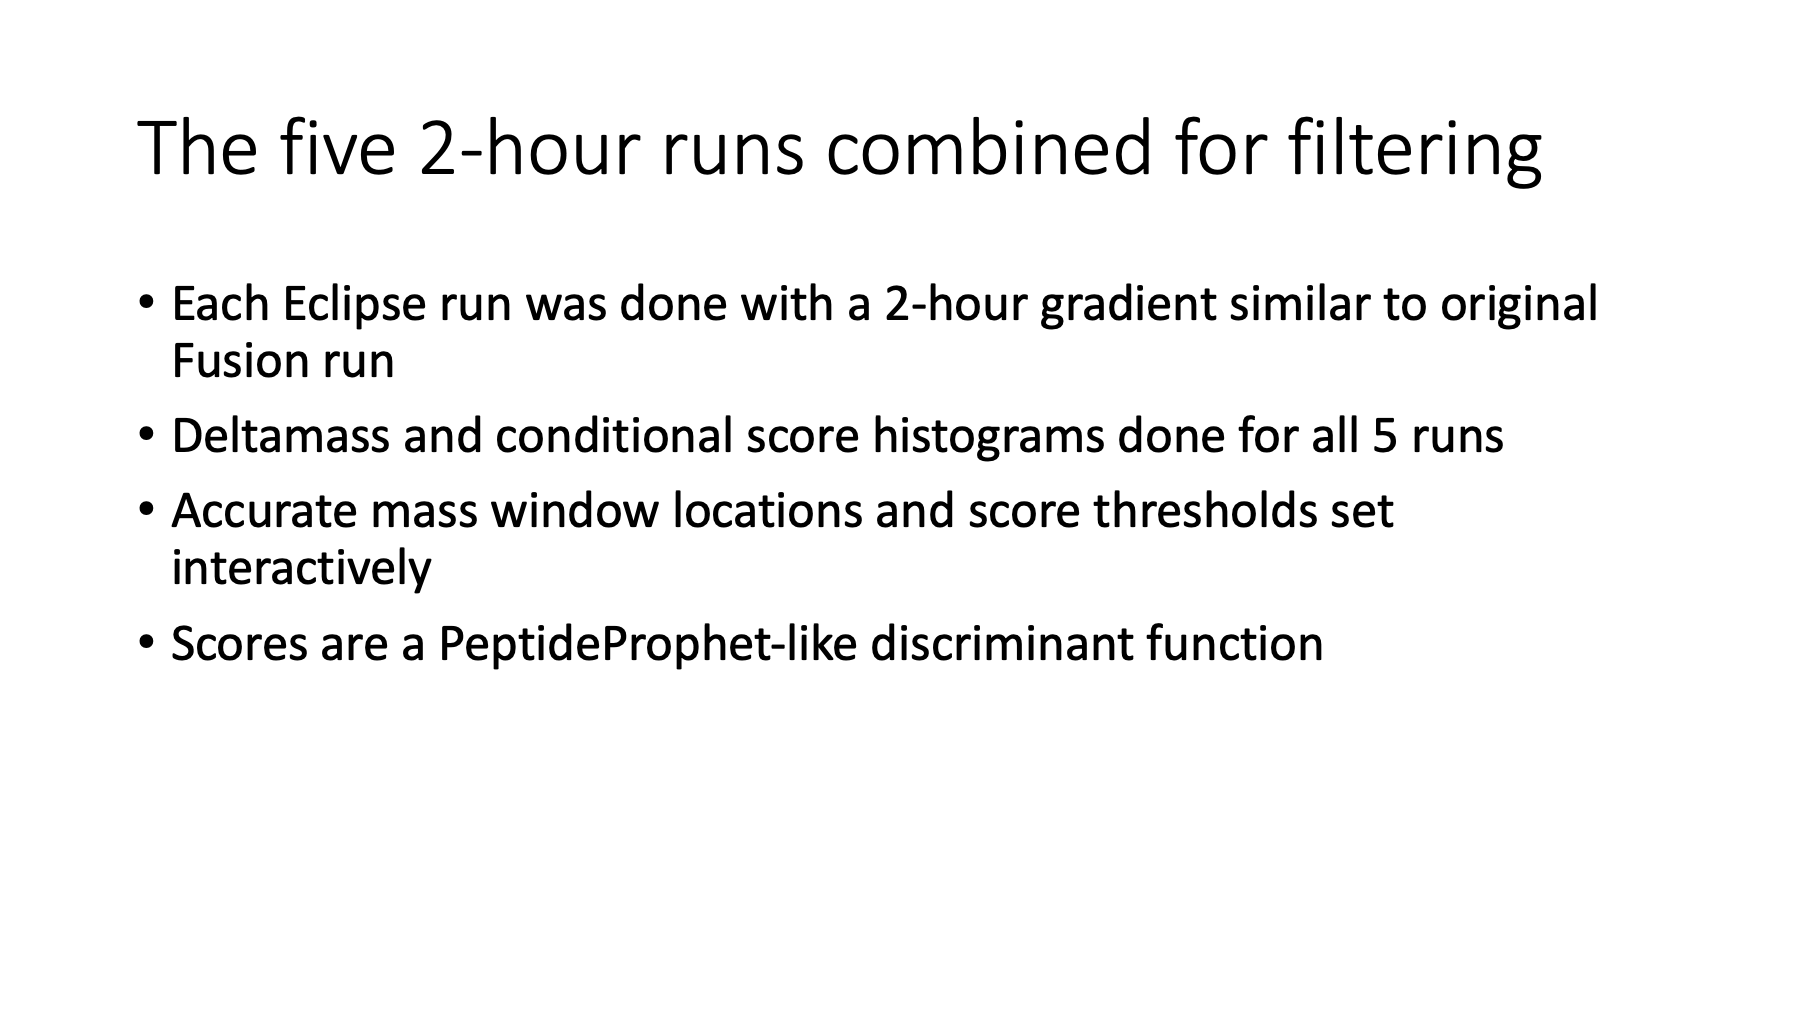 The five 2-hour runs combined for filtering
• Each Eclipse run was done with a 2-hour gradient similar to original
Fusion run
• Deltamass and conditional score histograms done for all 5 runs
• Accurate mass window locations and score thresholds set
interactively
• Scores are a PeptideProphet-like discriminant function